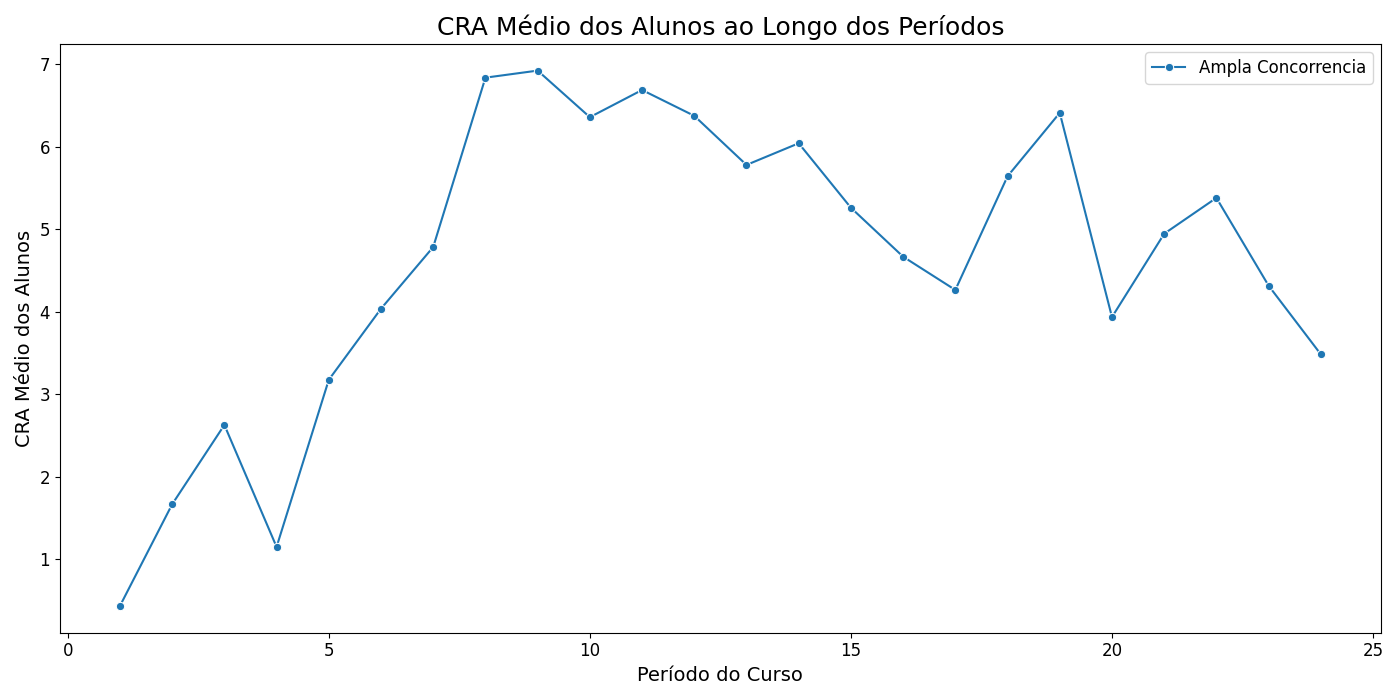 CRA Médio dos Alunos ao Longo dos Períodos
Ampla Concorrencia
CRA Médio dos Alunos
7
6
5
4
3
2
1
0 5 10 15 20 25
Período do Curso